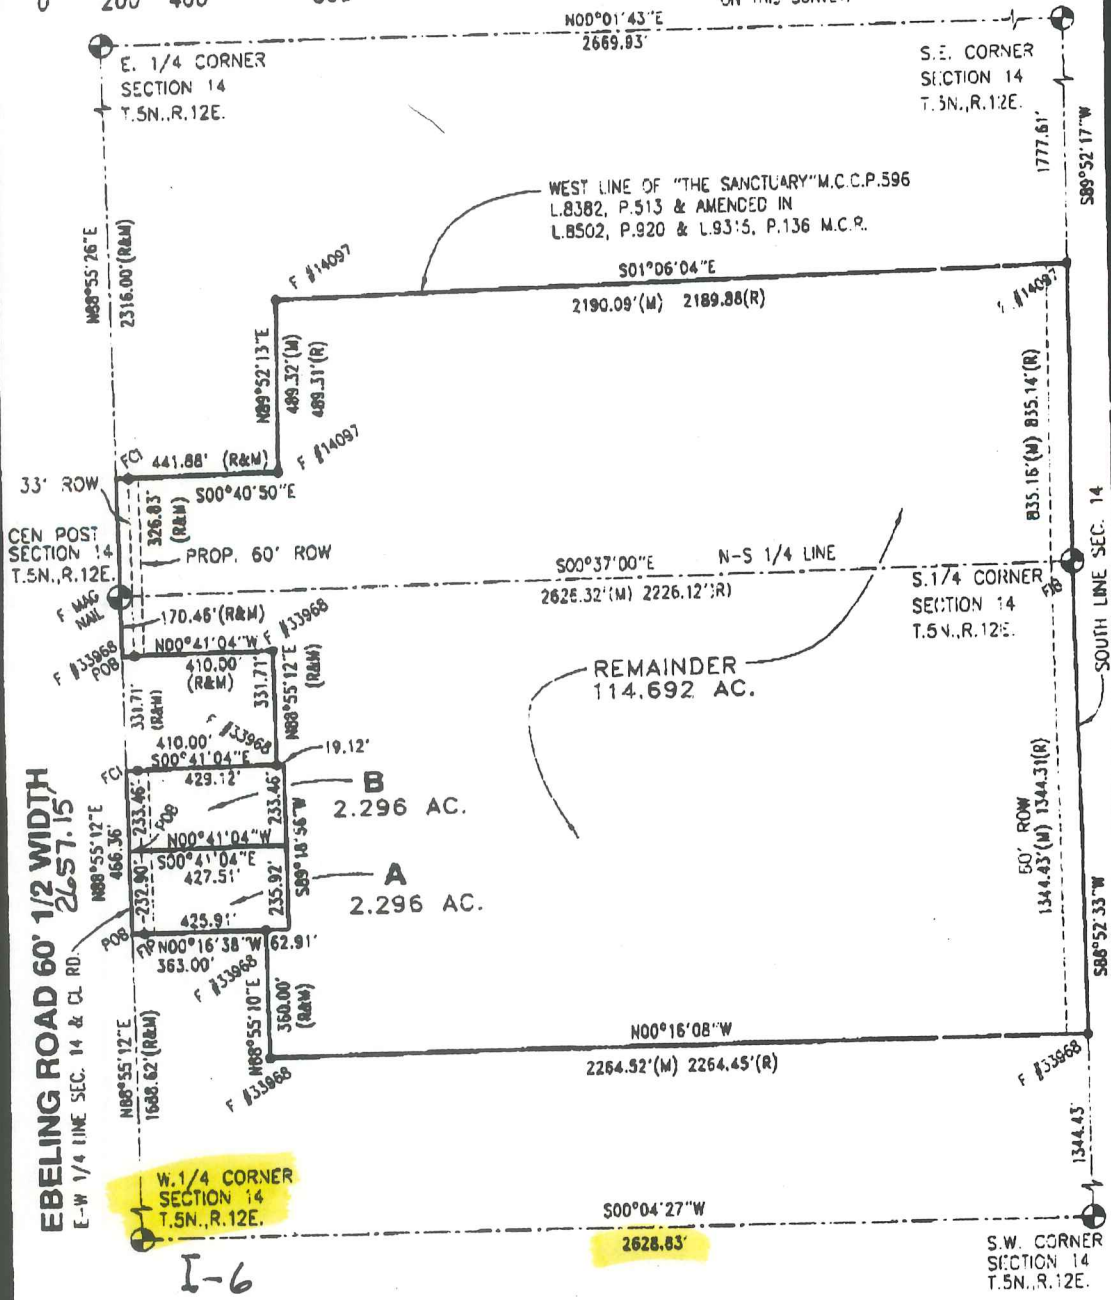 0 200 400
ON THIS SURVEY
N00°01'43"E
2669.93'
E. 1/4 CORNER
SECTION 14
T.5N.,R.12E.
S.E. CORNER
SECTION 14
T.5N.,R.12E.
1777.61'
S89°52'17"W
WEST LINE OF "THE SANCTUARY"M.C.C.P.596
L.8382, P.513 & AMENDED IN
L.8502, P.920 & L.9315, P.136 M.C.R.
N88°55'26"E
2316.00'(R&M)
F #14097
S01°06'04"E
2190.09'(M) 2189.88(R)
#14097
N89°52'13"E
489.32'(M)
489.31'(R)
835.16'(M) 835.14'(R)
FCI
441.88' (R&M)
F #14097
S00°40'50"E
33' ROW
326.83'
(R&M)
CEN POST
SECTION 14
T.5N.,R.12E.
PROP. 60' ROW
S00°37'00"E
N-S 1/4 LINE
2626.32'(M) 2226.12'(R)
S.1/4 CORNER
SECTION 14
T.5N.,R.12E.
FIB
SOUTH LINE SEC. 14
F MAG
NAIL
170.46'(R&M)
F #33968
N00°41'04"W
410.00'
(R&M)
F #33968
POB
331.71'
(R&M)
331.71'
N88°55'12"E
(R&M)
REMAINDER
114.692 AC.
F #33968
410.00'
S00°41'04"E
429.12'
19.12'
FCI
233.46'
POB
233.46'
B
2.296 AC.
N88°55'12"E
466.36'
N00°41'04"W
S00°41'04"E
427.51'
S89°18'56"W
232.90'
235.92'
A
2.296 AC.
425.91'
60' ROW
1344.43'(M) 1344.31(R)
S88°52'33"W
POB
FIP
N00°16'38"W
62.91'
363.00'
F #33968
EBELING ROAD 60' 1/2 WIDTH
2657.15'
E-W 1/4 LINE SEC. 14 & CL RD.
N88°55'10"E
360.00'
(R&M)
N88°55'12"E
1688.62'(R&M)
N00°16'08"W
2264.52'(M) 2264.45'(R)
F #33968
F #33968
1344.43'
W.1/4 CORNER
SECTION 14
T.5N.,R.12E.
S00°04'27"W
2628.83'
S.W. CORNER
SECTION 14
T.5N.,R.12E.
I-9